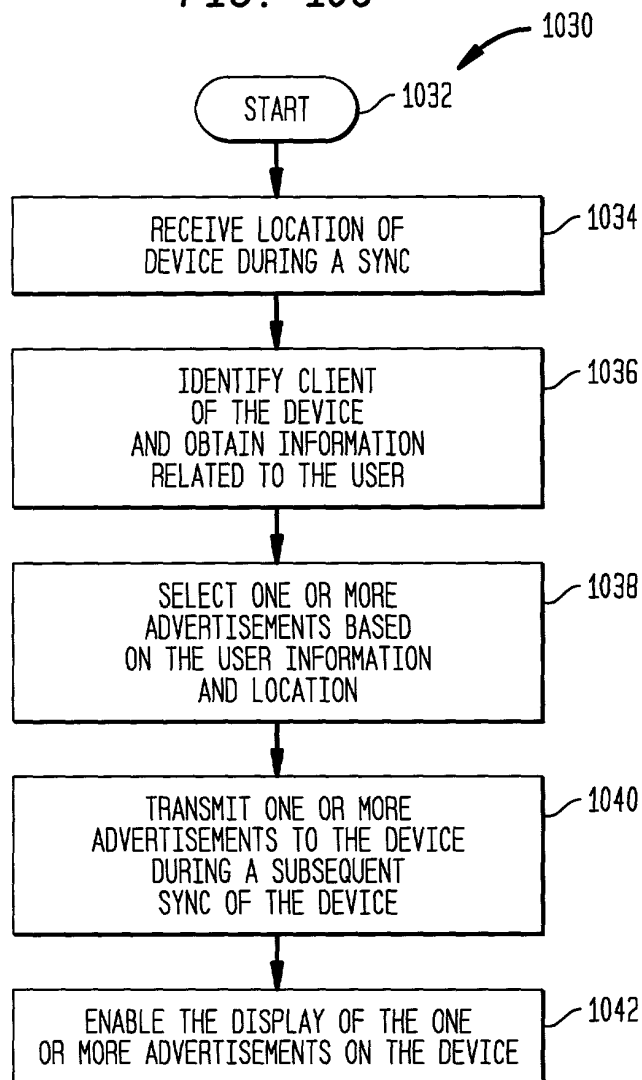 1030
START
1032
RECEIVE LOCATION OF
DEVICE DURING A SYNC
1034
IDENTIFY CLIENT
OF THE DEVICE
AND OBTAIN INFORMATION
RELATED TO THE USER
1036
SELECT ONE OR MORE
ADVERTISEMENTS BASED
ON THE USER INFORMATION
AND LOCATION
1038
TRANSMIT ONE OR MORE
ADVERTISEMENTS TO THE DEVICE
DURING A SUBSEQUENT
SYNC OF THE DEVICE
1040
ENABLE THE DISPLAY OF THE ONE
OR MORE ADVERTISEMENTS ON THE DEVICE
1042